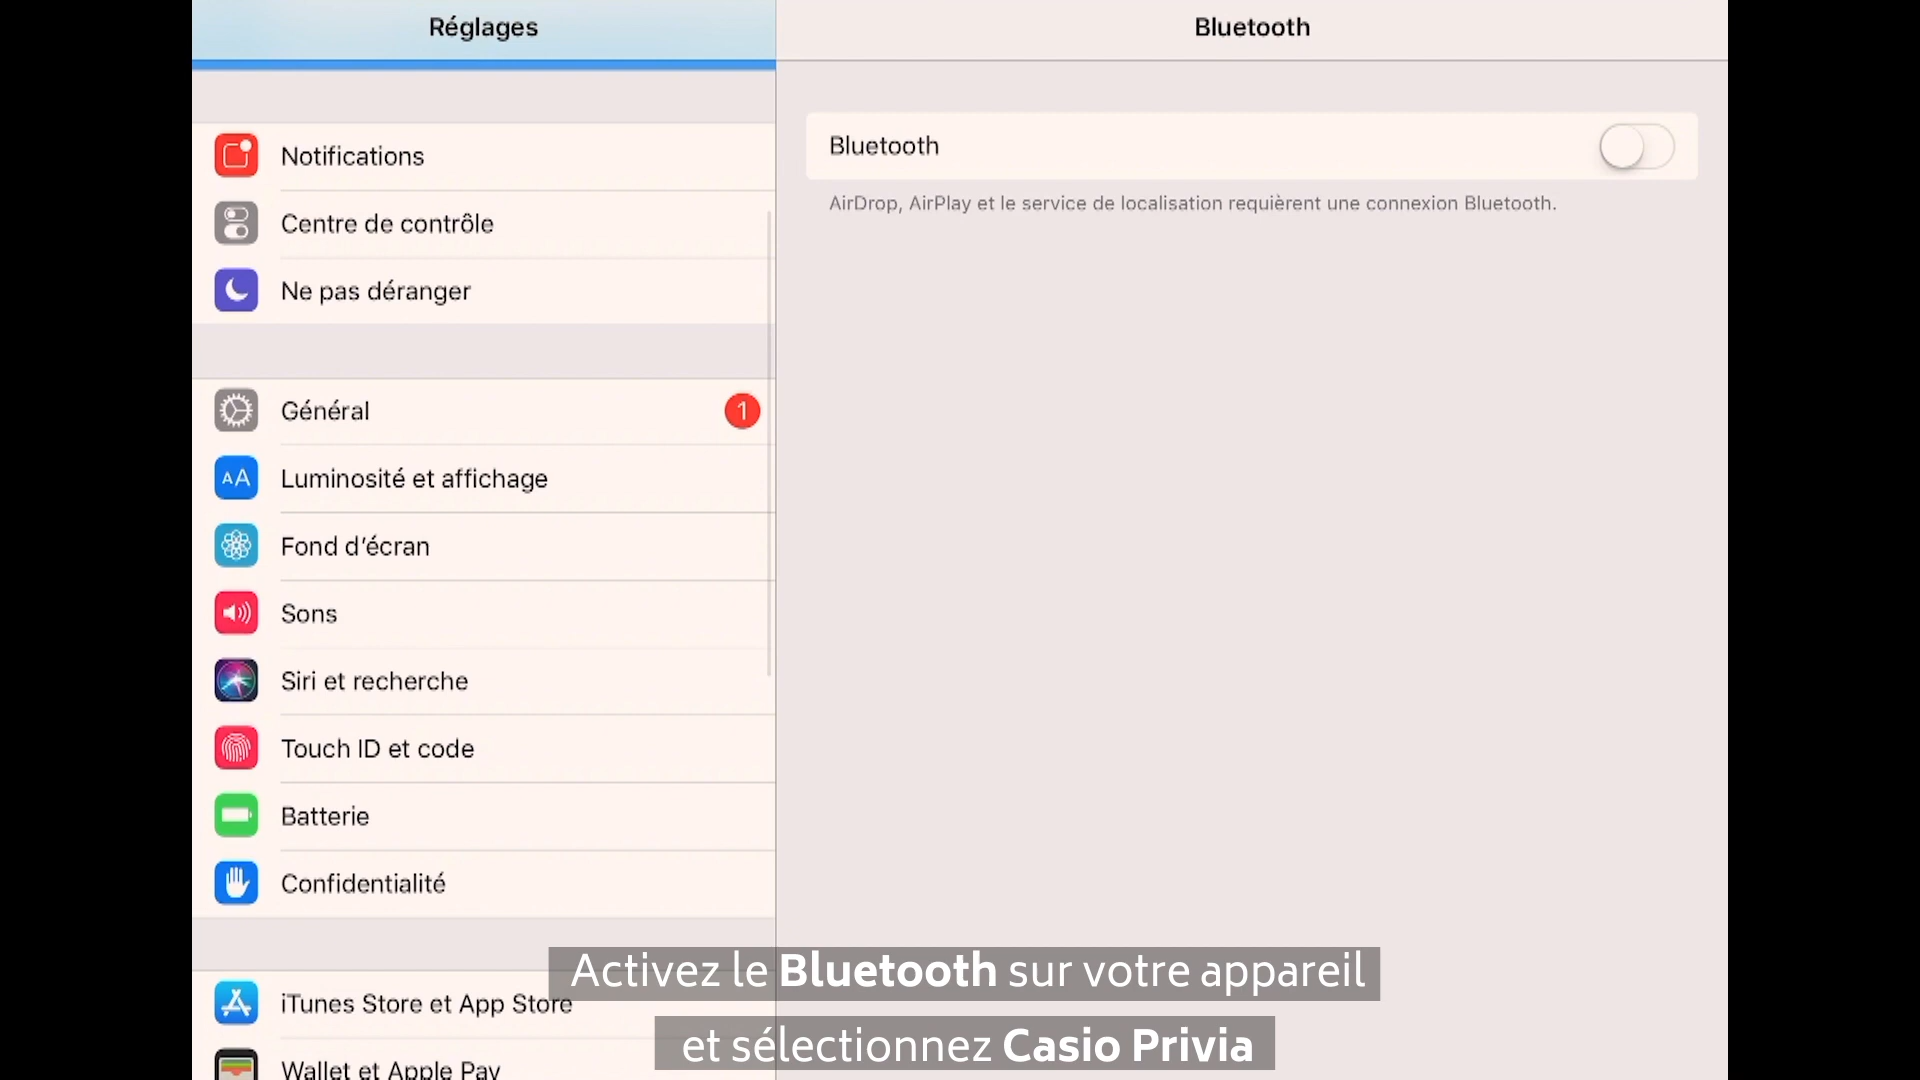 Réglages
Notifications
Centre de contrôle
Ne pas déranger
Général
1
AA
Luminosité et affichage
Fond d’écran
Sons
Siri et recherche
Touch ID et code
Batterie
Confidentialité
iTunes Store et App Store
Wallet et Apple Pay
Bluetooth
Bluetooth
AirDrop, AirPlay et le service de localisation requièrent une connexion Bluetooth.
Activez le Bluetooth sur votre appareil
et sélectionnez Casio Privia